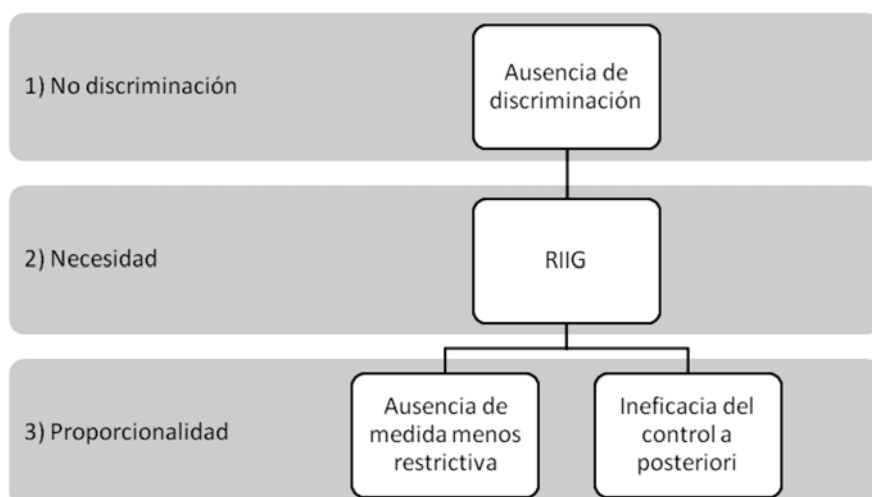 1) No discriminación
Ausencia de
discriminación
2) Necesidad
RIIG
3) Proporcionalidad
Ausencia de
medida menos
restrictiva
Ineficacia del
control a
posteriori